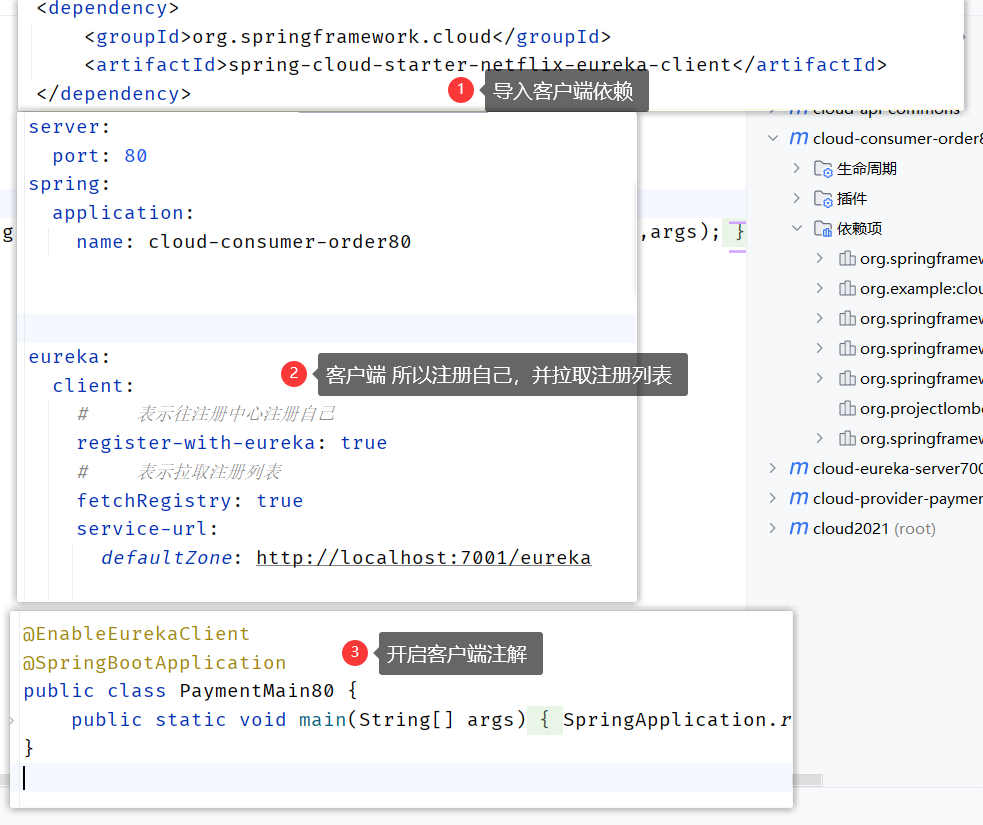 <dependency>
<groupId>org.springframework.cloud</groupId>
<artifactId>spring-cloud-starter-netflix-eureka-client</artifactId>
</dependency>
1 导入客户端依赖
server:
port: 80
spring:
application:
name: cloud-consumer-order80
g
,args); }
eureka:
2 客户端 所以注册自己，并拉取注册列表
client:
# 表示往注册中心注册自己
register-with-eureka: true
# 表示拉取注册列表
fetchRegistry: true
service-url:
defaultZone: http://localhost:7001/eureka
@EnableEurekaClient
@SpringBootApplication
3 开启客户端注解
public class PaymentMain80 {
public static void main(String[] args) { SpringApplication.r
}
m cloud-api-commons
m cloud-consumer-order8
生命周期
插件
依赖项
org.springframew
org.example:clou
org.springframew
org.springframew
org.springframew
org.projectlombo
org.springframew
m cloud-eureka-server700
m cloud-provider-paymen
m cloud2021 (root)